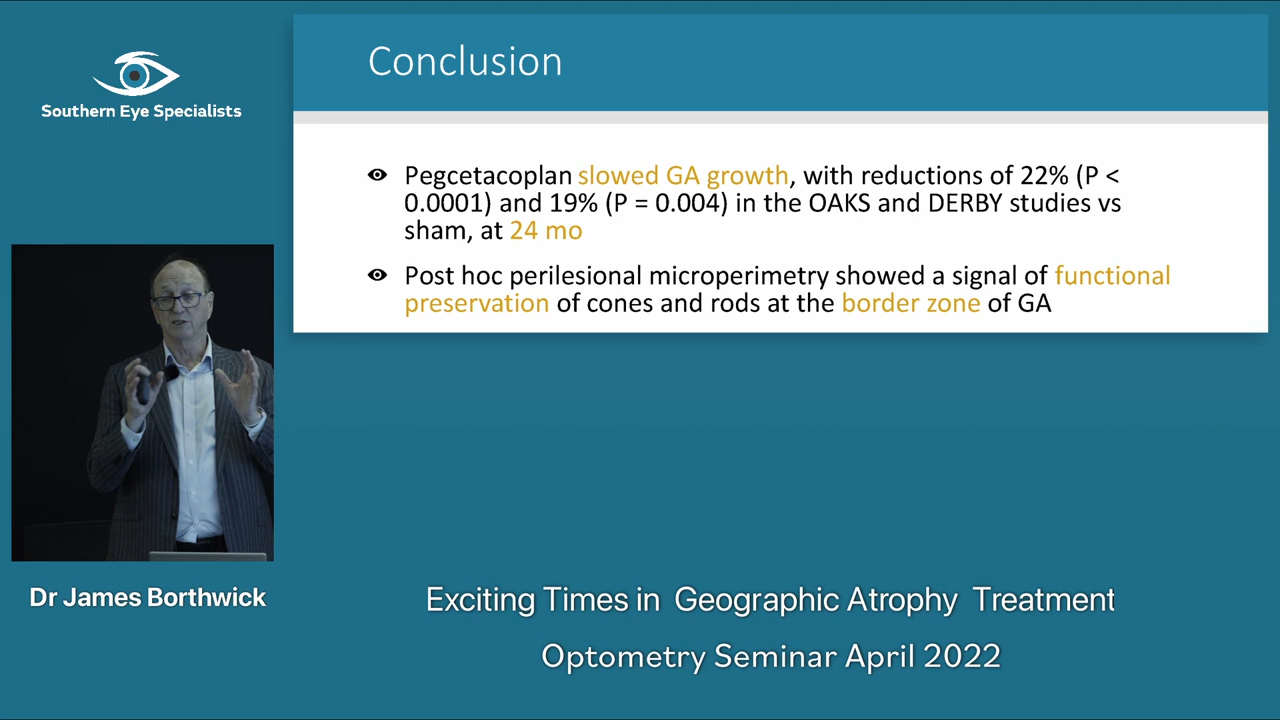 Southern Eye Specialists
Conclusion
Pegcetacoplan slowed GA growth, with reductions of 22% (P <
0.0001) and 19% (P = 0.004) in the OAKS and DERBY studies vs
sham, at 24 mo
Post hoc perilesional microperimetry showed a signal of functional
preservation of cones and rods at the border zone of GA
Dr James Borthwick
Exciting Times in Geographic Atrophy Treatment
Optometry Seminar April 2022